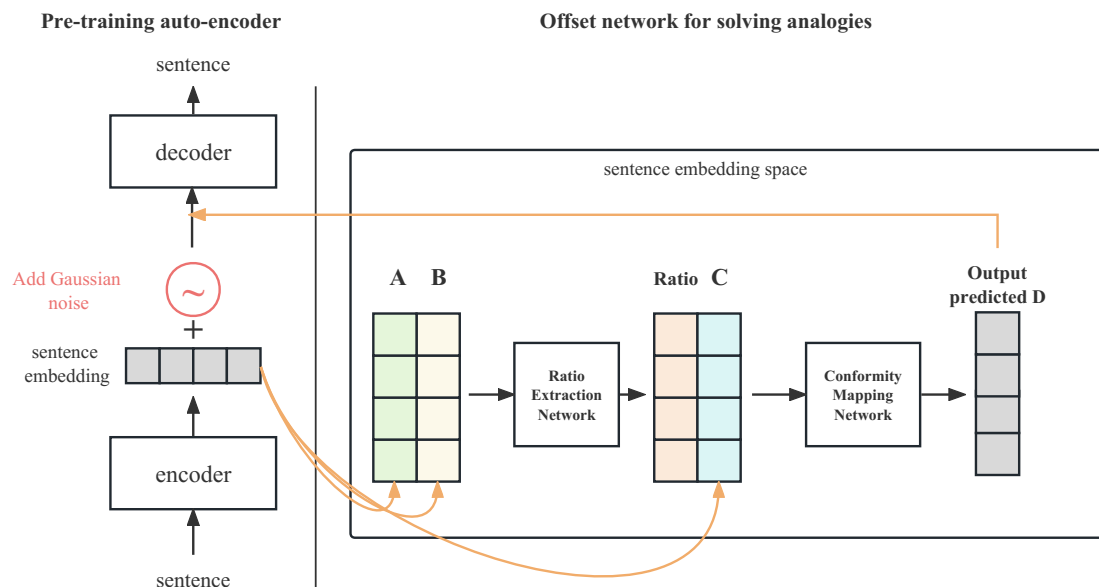 Pre-training auto-encoder
sentence
decoder
Add Gaussian
noise
~
+
sentence
embedding
encoder
sentence
Offset network for solving analogies
sentence embedding space
A B
Ratio
Extraction
Network
Ratio C
Conformity
Mapping
Network
Output
predicted D